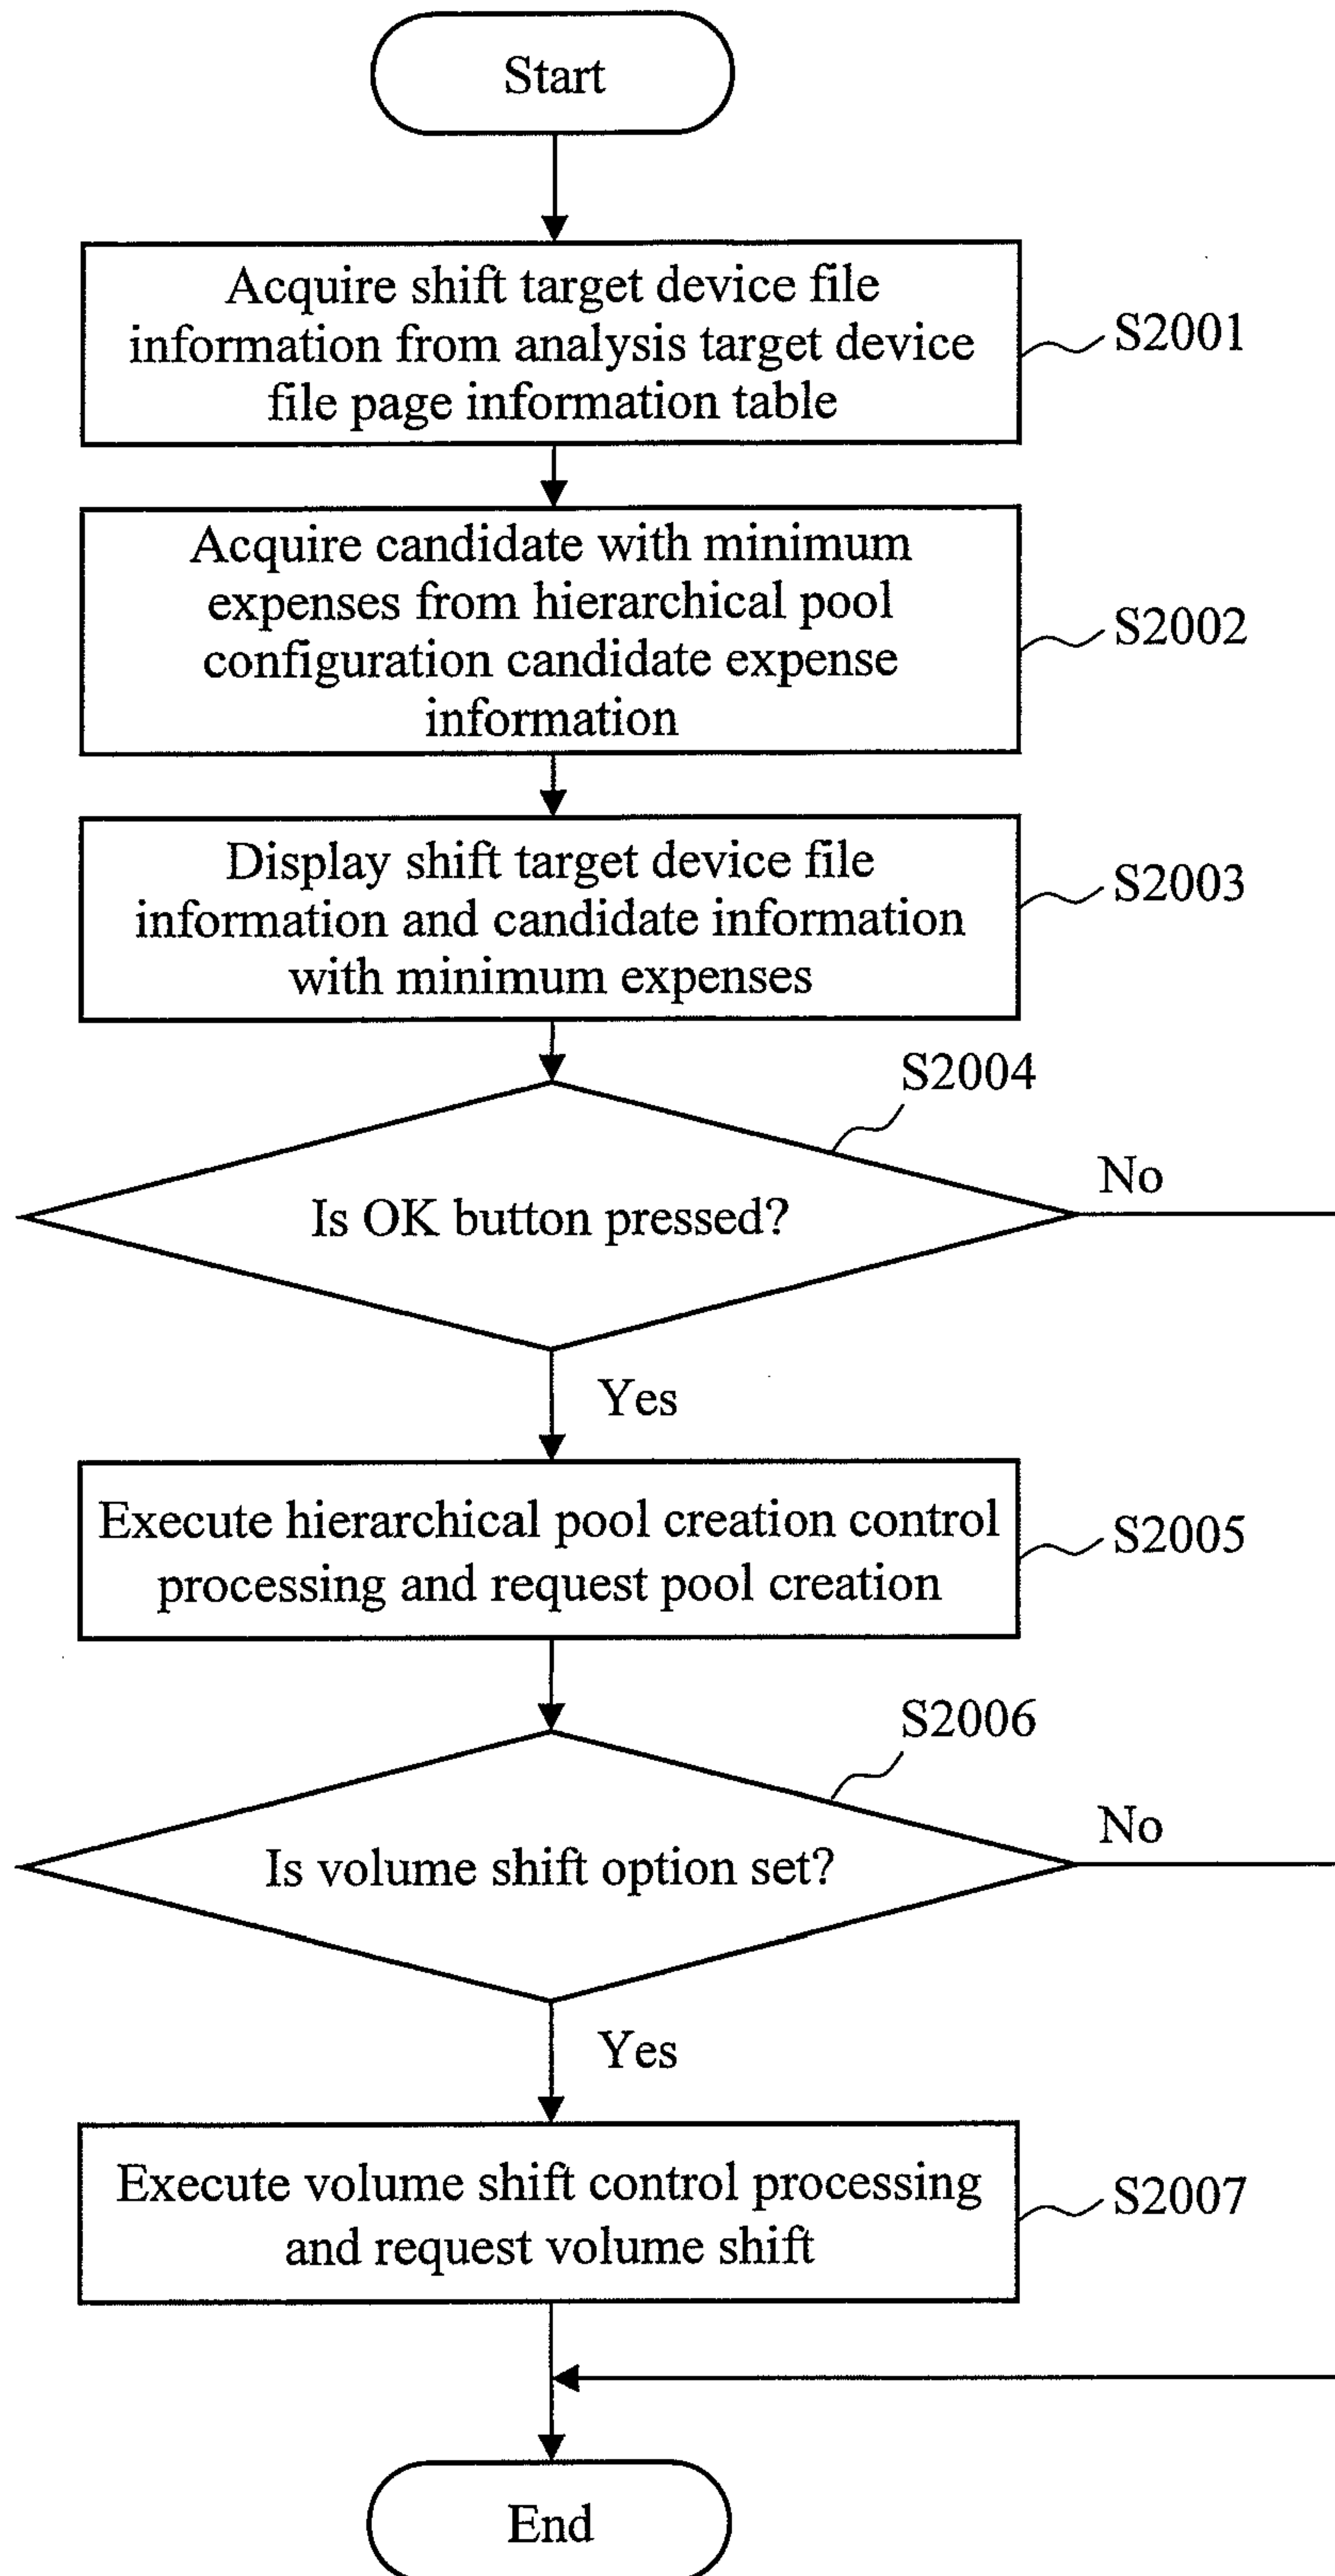 Start
Acquire shift target device file
information from analysis target device
file page information table
S2001
Acquire candidate with minimum
expenses from hierarchical pool
configuration candidate expense
information
S2002
Display shift target device file
information and candidate information
with minimum expenses
S2003
S2004
Is OK button pressed?
No
Yes
Execute hierarchical pool creation control
processing and request pool creation
S2005
S2006
Is volume shift option set?
No
Yes
Execute volume shift control processing
and request volume shift
S2007
End